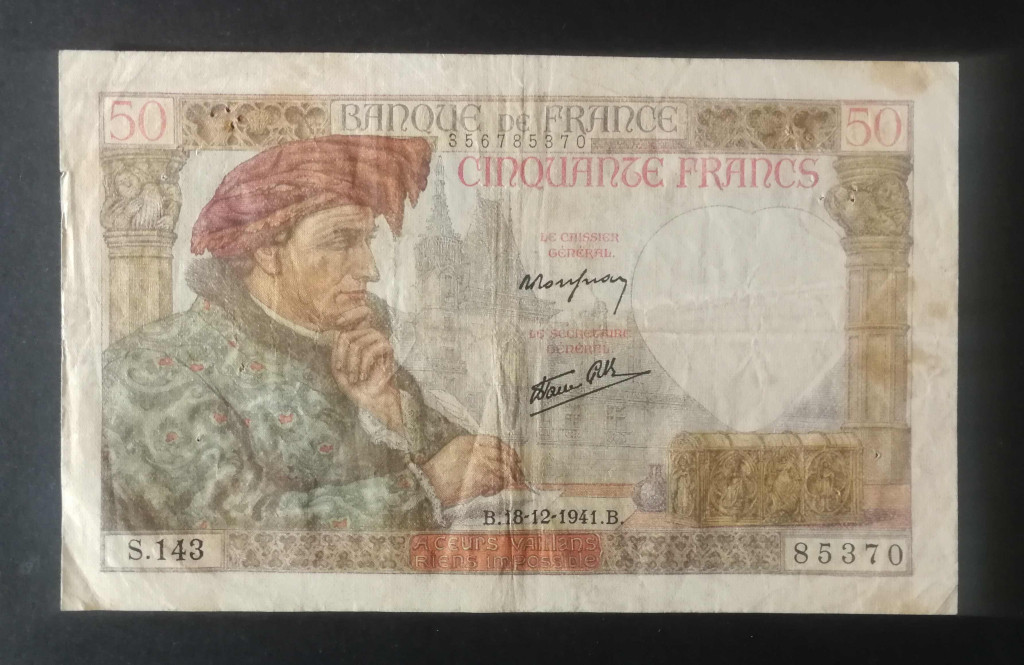 50 BANQUE DE FRANCE 50
356785370
CINQUANTE FRANCS
LE CAISSIER
GÉNÉRAL.
LE SECRÉTAIRE
GÉNÉRAL
B.18-12-1941.B.
S.143
A CEURS VAILLANS
RIENS IMPOSSIBLE
85370